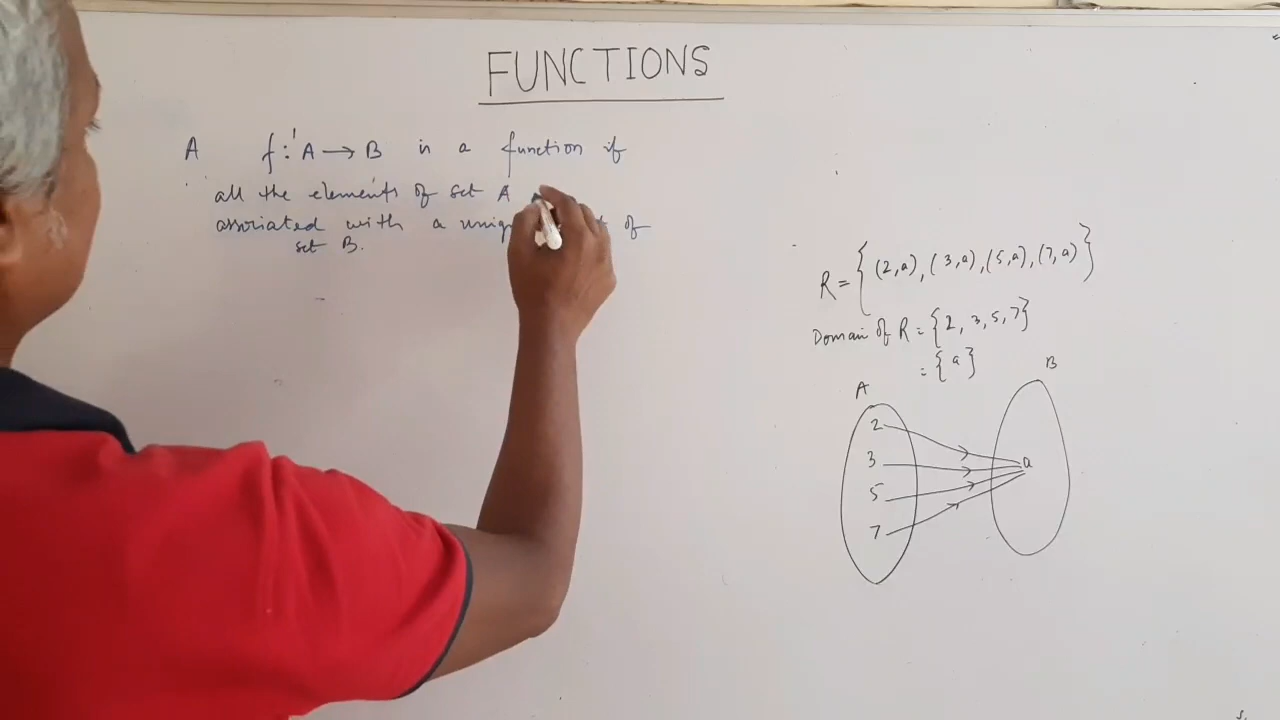 FUNCTIONS
A f: A → B is a function if
all the elements of set A
associated with a of
set B.
R = {(2,a), (3,a), (5,a), (7,a)}
Domain of R = {2, 3, 5, 7}
= {a}
A B
2
3 a
5
7